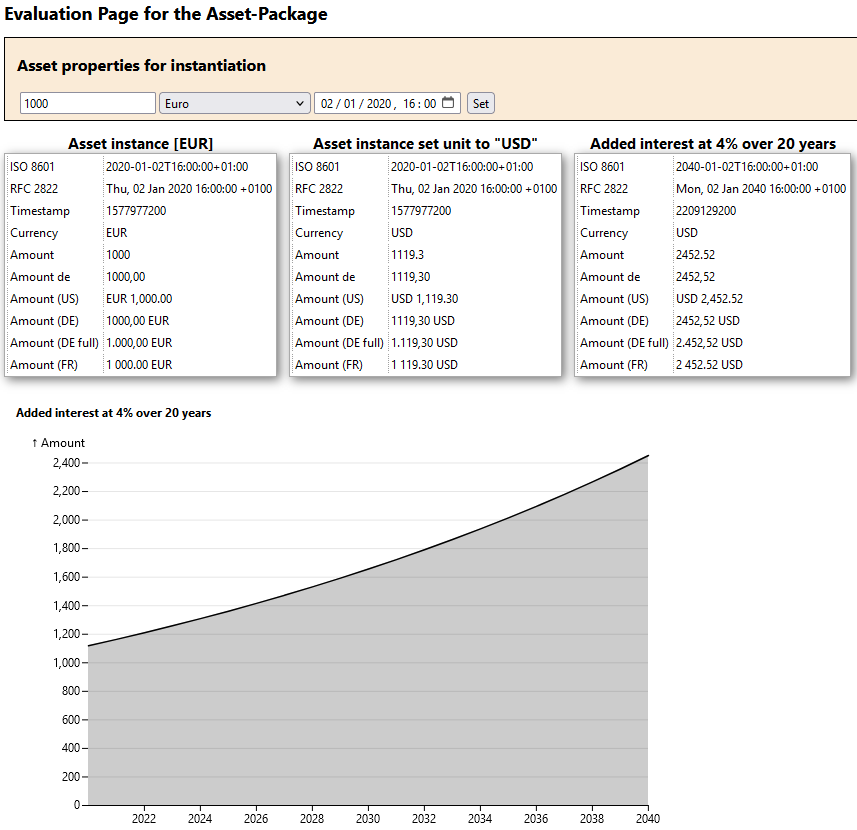 Evaluation Page for the Asset-Package
Asset properties for instantiation
1000 Euro 02 / 01 / 2020 , 16 : 00 Set
Asset instance [EUR]
ISO 8601 2020-01-02T16:00:00+01:00
RFC 2822 Thu, 02 Jan 2020 16:00:00 +0100
Timestamp 1577977200
Currency EUR
Amount 1000
Amount de 1000,00
Amount (US) EUR 1,000.00
Amount (DE) 1000,00 EUR
Amount (DE full) 1.000,00 EUR
Amount (FR) 1 000.00 EUR
Asset instance set unit to "USD"
ISO 8601 2020-01-02T16:00:00+01:00
RFC 2822 Thu, 02 Jan 2020 16:00:00 +0100
Timestamp 1577977200
Currency USD
Amount 1119.3
Amount de 1119,30
Amount (US) USD 1,119.30
Amount (DE) 1119,30 USD
Amount (DE full) 1.119,30 USD
Amount (FR) 1 119.30 USD
Added interest at 4% over 20 years
ISO 8601 2040-01-02T16:00:00+01:00
RFC 2822 Mon, 02 Jan 2040 16:00:00 +0100
Timestamp 2209129200
Currency USD
Amount 2452.52
Amount de 2452,52
Amount (US) USD 2,452.52
Amount (DE) 2452,52 USD
Amount (DE full) 2.452,52 USD
Amount (FR) 2 452.52 USD
Added interest at 4% over 20 years
↑ Amount
2,400
2,200
2,000
1,800
1,600
1,400
1,200
1,000
800
600
400
200
0
2022 2024 2026 2028 2030 2032 2034 2036 2038 2040